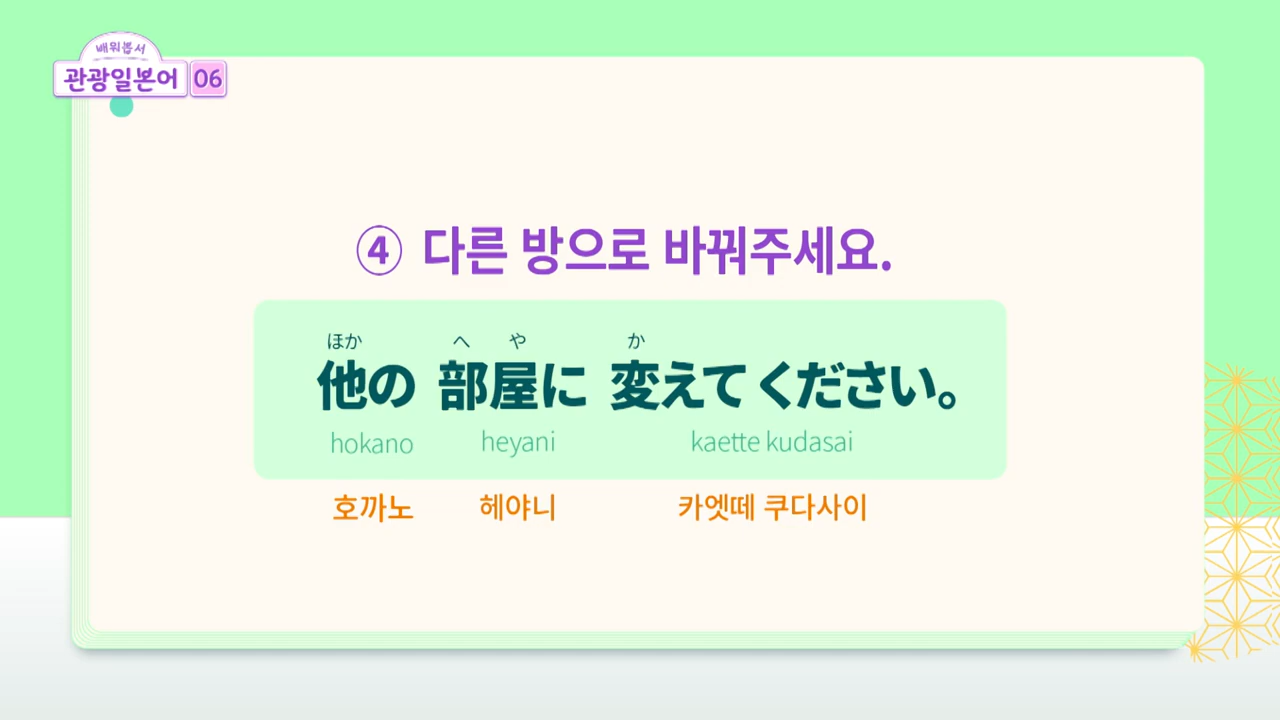 배워봅서
관광일본어 06
④ 다른 방으로 바꿔주세요.
ほか へ や か
他の 部屋に 変えて ください。
hokano heyani kaette kudasai
호까노 헤야니 카엣떼 쿠다사이